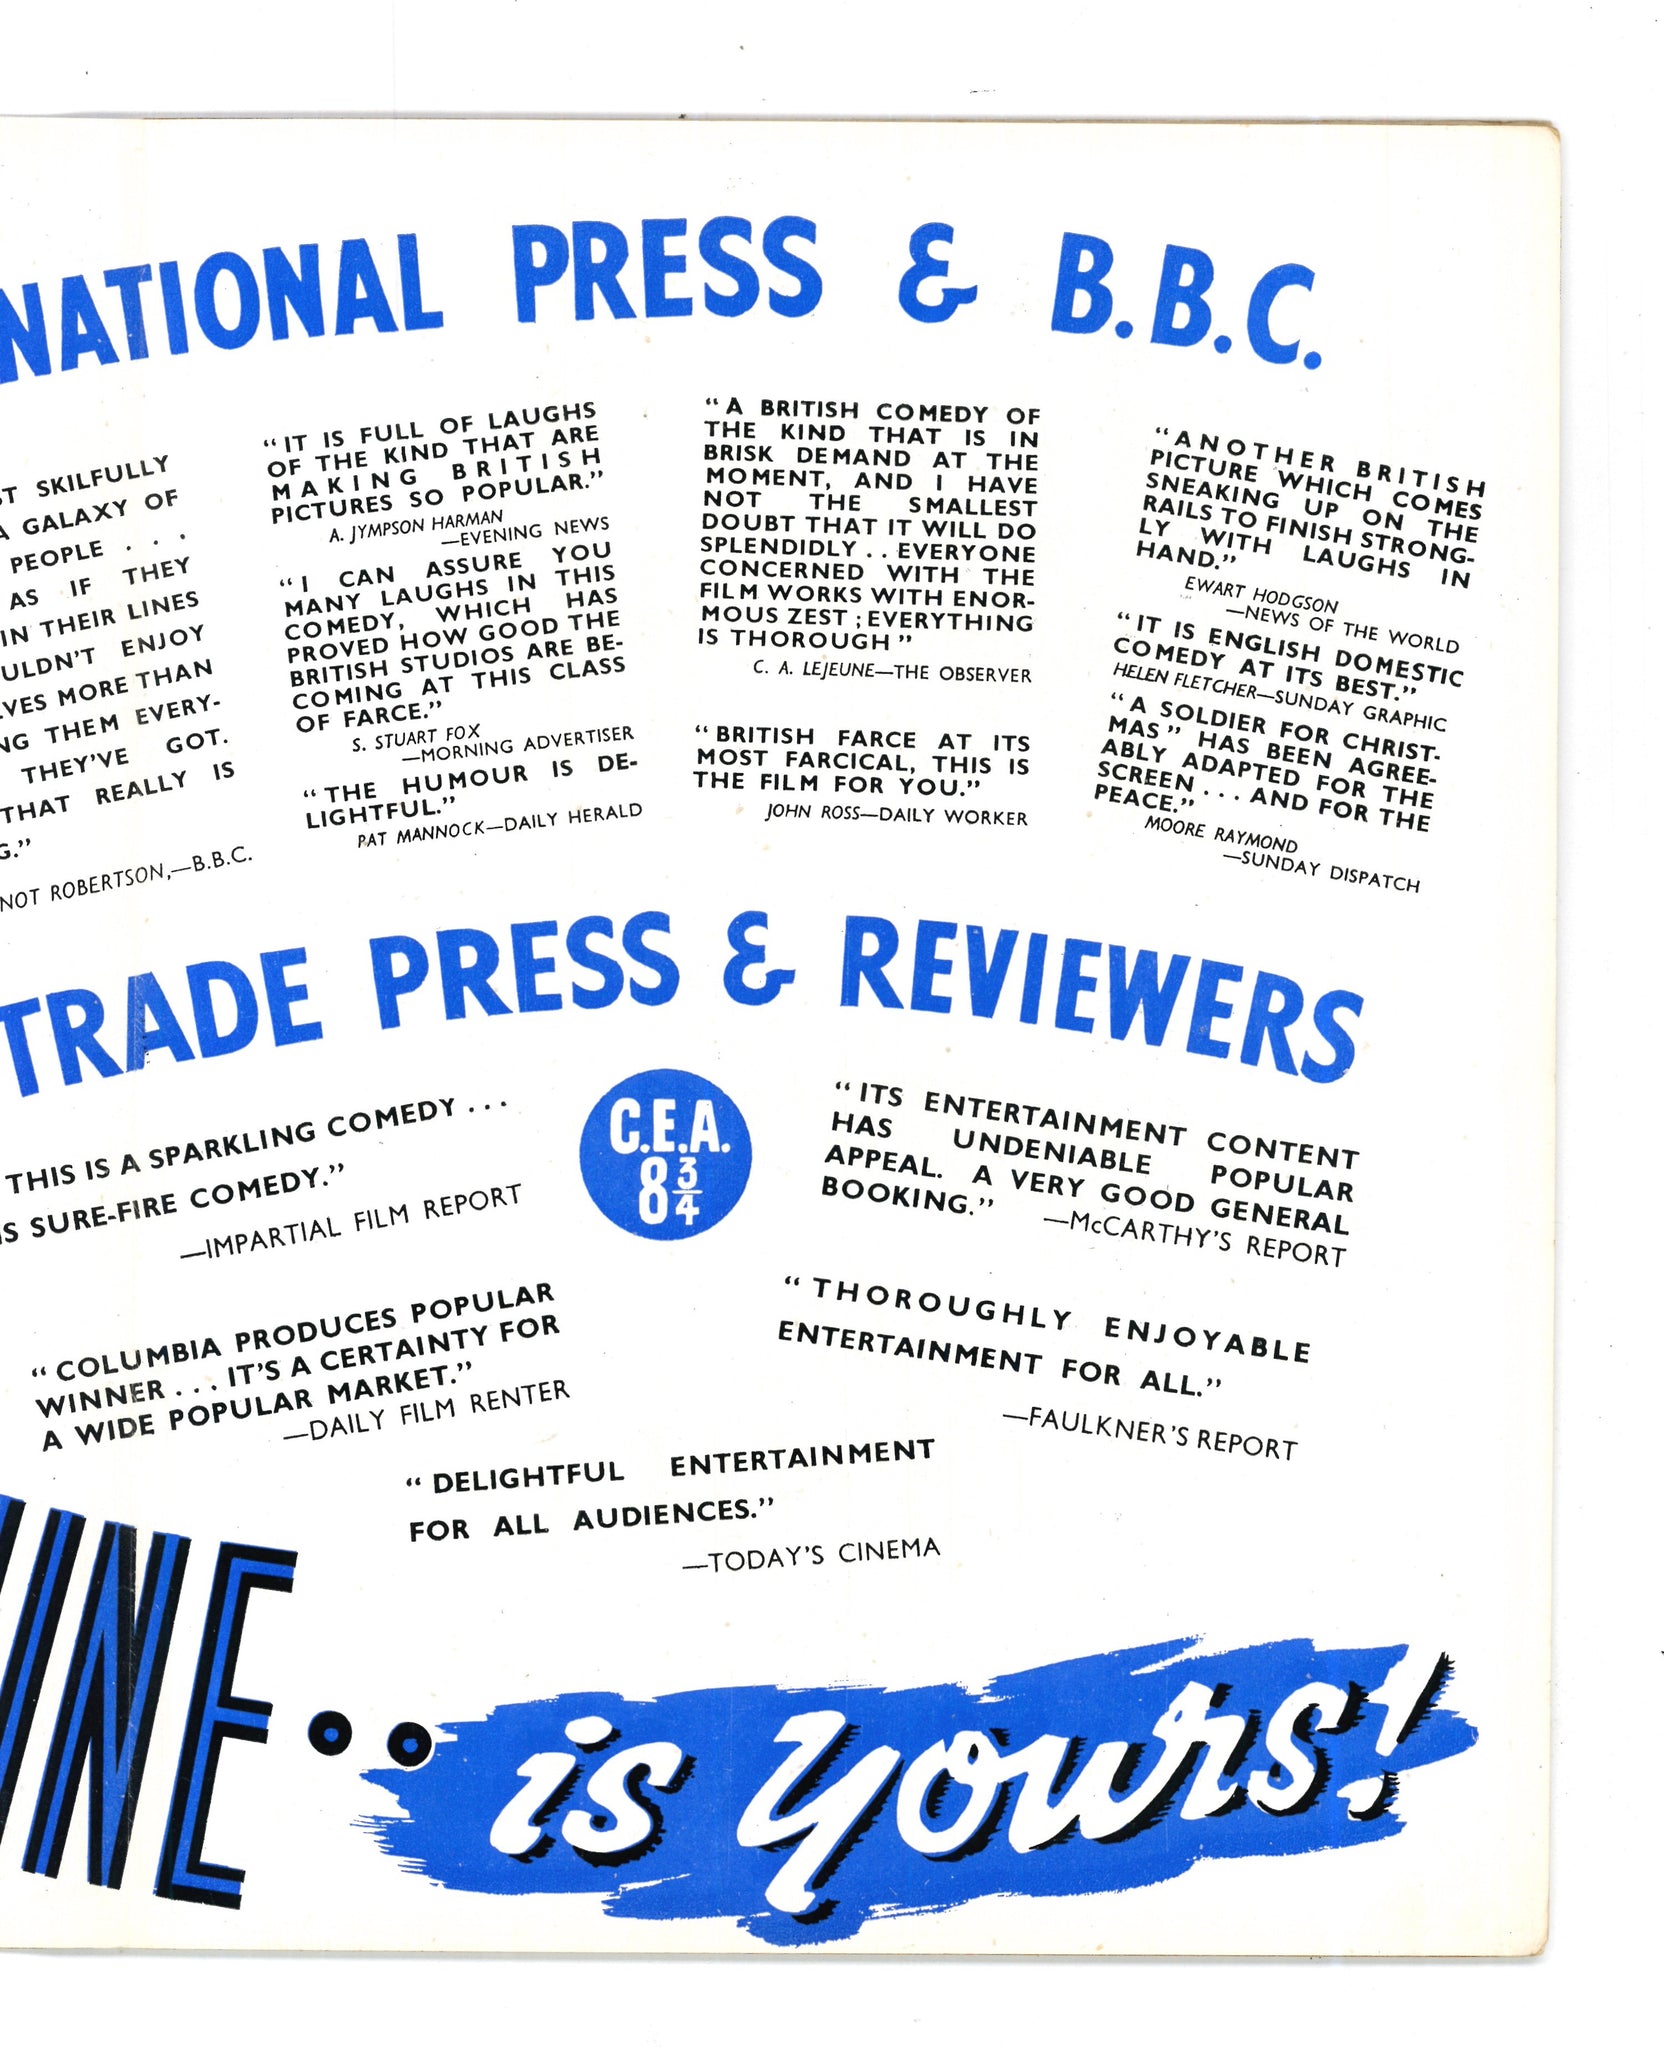 NATIONAL PRESS & B.B.C.
T SKILFULLY
A GALAXY OF
PEOPLE . . .
AS IF THEY
IN THEIR LINES
ULDN'T ENJOY
LVES MORE THAN
NG THEM EVERY-
THEY'VE GOT.
THAT REALLY IS
G."
NOT ROBERTSON,—B.B.C.
"IT IS FULL OF LAUGHS
OF THE KIND THAT ARE
MAKING BRITISH
PICTURES SO POPULAR."
A. JYMPSON HARMAN
—EVENING NEWS
"I CAN ASSURE YOU
MANY LAUGHS IN THIS
COMEDY, WHICH HAS
PROVED HOW GOOD THE
BRITISH STUDIOS ARE BE-
COMING AT THIS CLASS
OF FARCE."
S. STUART FOX
—MORNING ADVERTISER
"THE HUMOUR IS DE-
LIGHTFUL."
PAT MANNOCK—DAILY HERALD
"A BRITISH COMEDY OF
THE KIND THAT IS IN
BRISK DEMAND AT THE
MOMENT, AND I HAVE
NOT THE SMALLEST
DOUBT THAT IT WILL DO
SPLENDIDLY . . EVERYONE
CONCERNED WITH THE
FILM WORKS WITH ENOR-
MOUS ZEST ; EVERYTHING
IS THOROUGH"
C. A. LEJEUNE—THE OBSERVER
"BRITISH FARCE AT ITS
MOST FARCICAL, THIS IS
THE FILM FOR YOU."
JOHN ROSS—DAILY WORKER
"ANOTHER BRITISH
PICTURE WHICH COMES
SNEAKING UP ON THE
RAILS TO FINISH STRONG-
LY WITH LAUGHS IN
HAND."
EWART HODGSON
—NEWS OF THE WORLD
"IT IS ENGLISH DOMESTIC
COMEDY AT ITS BEST."
HELEN FLETCHER—SUNDAY GRAPHIC
"A SOLDIER FOR CHRIST-
MAS" HAS BEEN AGREE-
ABLY ADAPTED FOR THE
SCREEN . . . AND FOR THE
PEACE."
MOORE RAYMOND
—SUNDAY DISPATCH
TRADE PRESS & REVIEWERS
THIS IS A SPARKLING COMEDY . . .
IS SURE-FIRE COMEDY."
—IMPARTIAL FILM REPORT
C.E.A.
8 3/4
"ITS ENTERTAINMENT CONTENT
HAS UNDENIABLE POPULAR
APPEAL. A VERY GOOD GENERAL
BOOKING."
—McCARTHY'S REPORT
"COLUMBIA PRODUCES POPULAR
WINNER . . . IT'S A CERTAINTY FOR
A WIDE POPULAR MARKET."
—DAILY FILM RENTER
"THOROUGHLY ENJOYABLE
ENTERTAINMENT FOR ALL."
—FAULKNER'S REPORT
"DELIGHTFUL ENTERTAINMENT
FOR ALL AUDIENCES."
—TODAY'S CINEMA
INE . . is yours!